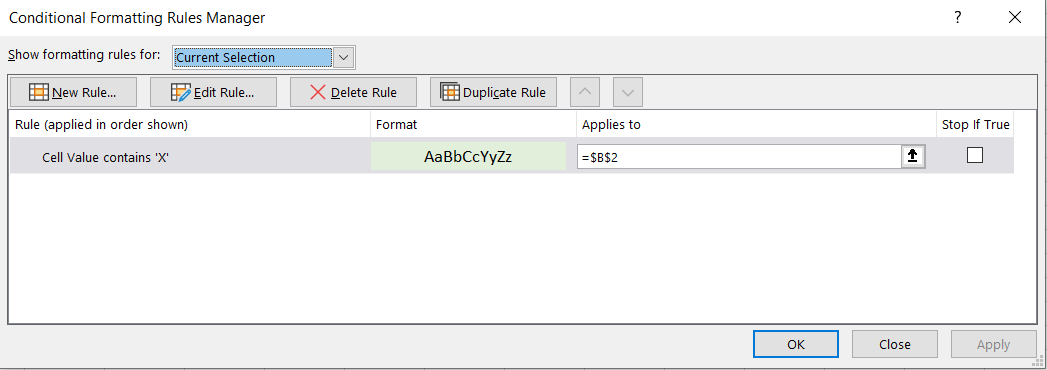 Conditional Formatting Rules Manager ?
Show formatting rules for: Current Selection
New Rule... Edit Rule... Delete Rule Duplicate Rule
Rule (applied in order shown) Format Applies to Stop If True
Cell Value contains 'X' AaBbCcYyZz =$B$2
OK Close Apply